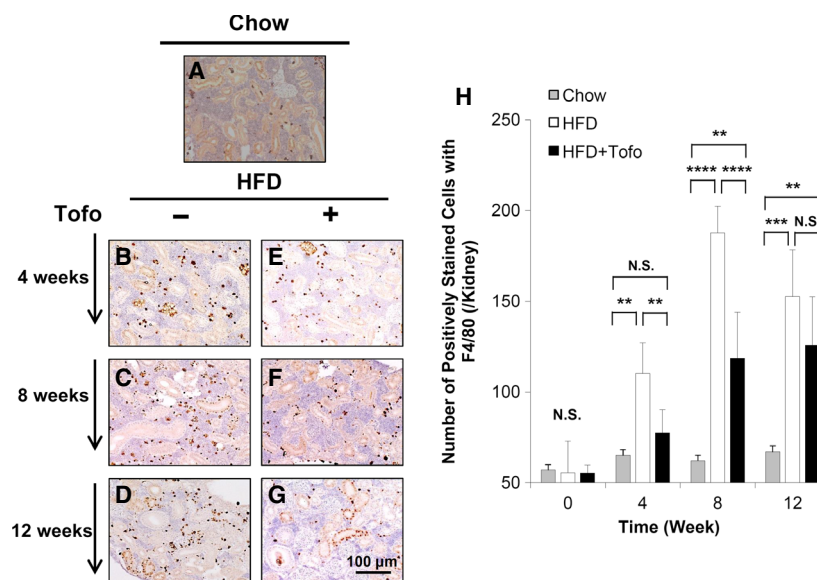 Chow
A
HFD
Tofo − +
4 weeks
B
E
8 weeks
C
F
12 weeks
D
G
100 µm
H
Chow
HFD
HFD+Tofo
Number of Positively Stained Cells with
F4/80 (/Kidney)
250
200
150
100
50
N.S.
N.S.
** **
**
**** ****
**
*** N.S
0 4 8 12
Time (Week)